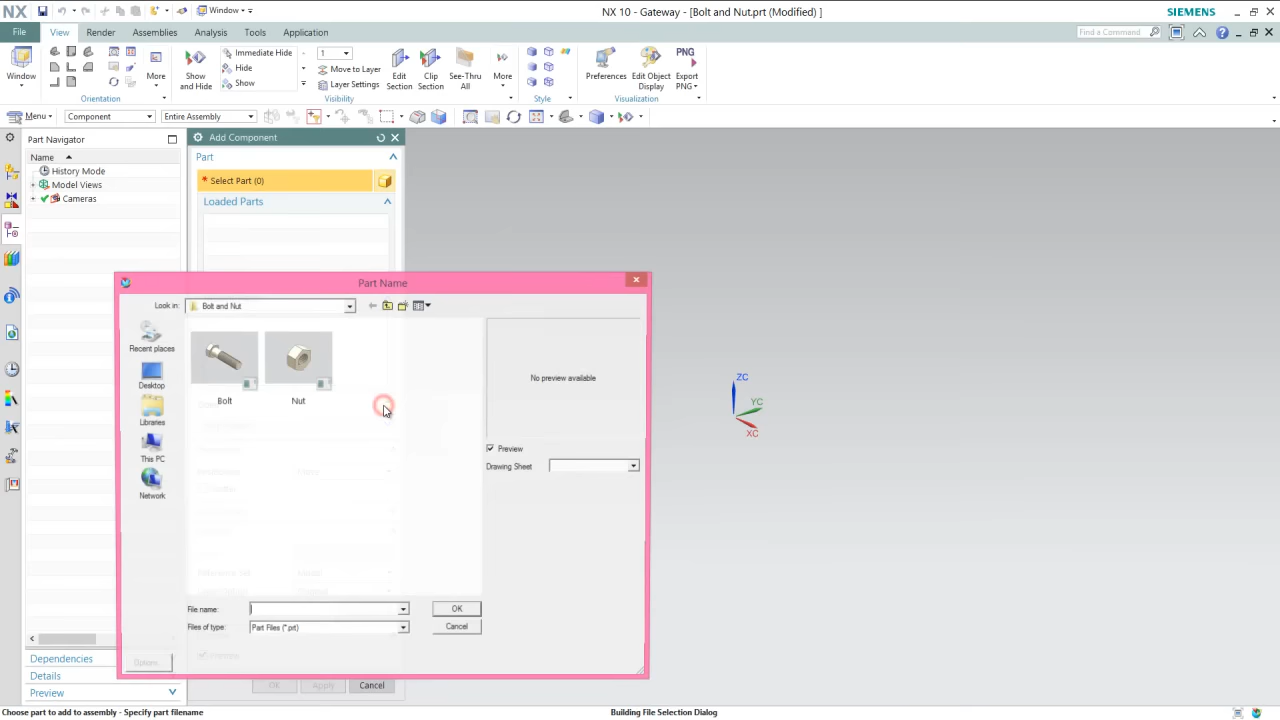 NX
Window
NX 10 - Gateway - [Bolt and Nut.prt (Modified) ]
SIEMENS
File
View
Render
Assemblies
Analysis
Tools
Application
Find a Command
Window
More
Orientation
Show and Hide
Immediate Hide
Hide
Show
1
Move to Layer
Layer Settings
Edit Section
Clip Section
See-Thru All
More
Visibility
Style
Preferences
Edit Object Display
PNG
Export PNG
Visualization
Menu
Component
Entire Assembly
Part Navigator
Name
History Mode
Model Views
Cameras
Add Component
Part
* Select Part (0)
Loaded Parts
Part Name
Look in:
Bolt and Nut
Recent places
Desktop
Libraries
This PC
Network
Bolt
Nut
No preview available
Preview
Drawing Sheet
File name:
OK
Files of type:
Part Files (*.prt)
Cancel
Options...
ZC
YC
XC
Dependencies
Details
Preview
OK
Apply
Cancel
Choose part to add to assembly - Specify part filename
Building File Selection Dialog